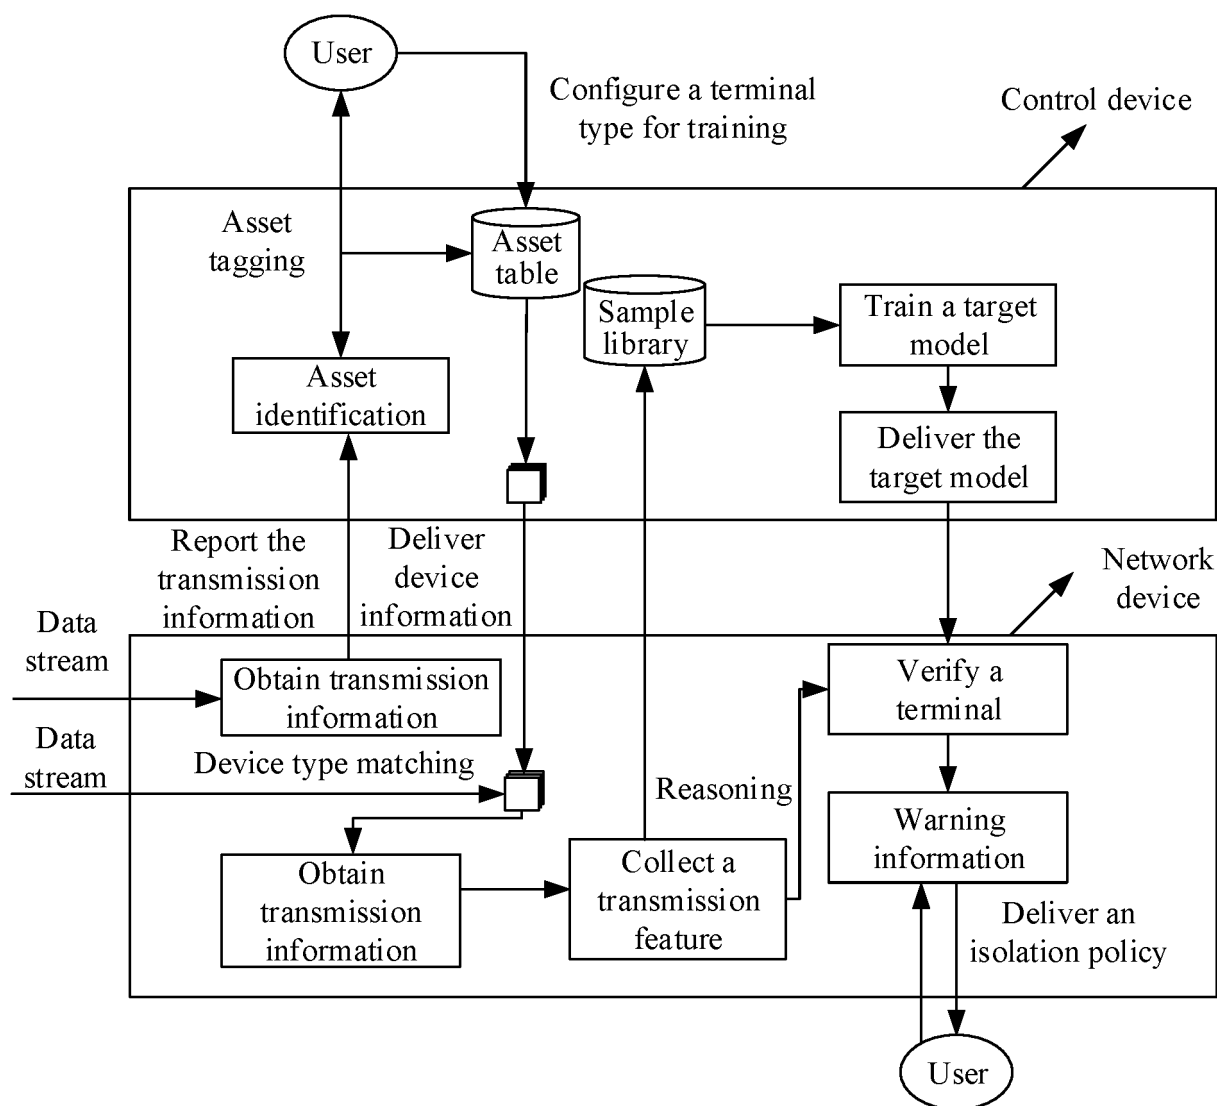 User
Configure a terminal
type for training
Control device
Asset
tagging
Asset
table
Sample
library
Train a target
model
Asset
identification
Deliver the
target model
Report the
transmission
information
Deliver
device
information
Network
device
Data
stream
Obtain transmission
information
Verify a
terminal
Data
stream
Device type matching
Reasoning
Warning
information
Obtain
transmission
information
Collect a
transmission
feature
Deliver an
isolation policy
User